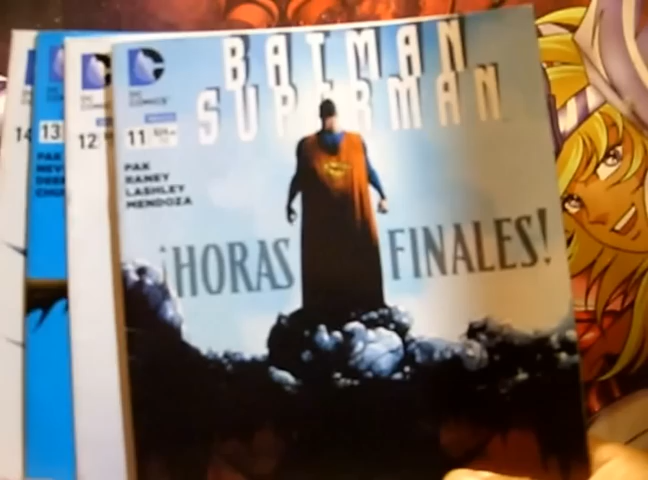 14
13
12
11
DC
COMICS
BATMAN
SUPERMAN
PAK
RANEY
LASHLEY
MENDOZA
¡HORAS FINALES!